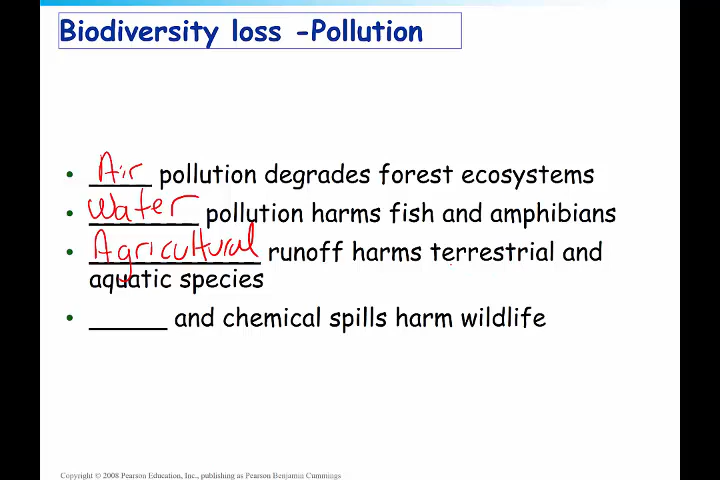 Biodiversity loss -Pollution
• Air pollution degrades forest ecosystems
• Water pollution harms fish and amphibians
• Agricultural runoff harms terrestrial and
aquatic species
• _____ and chemical spills harm wildlife
Copyright © 2008 Pearson Education, Inc., publishing as Pearson Benjamin Cummings